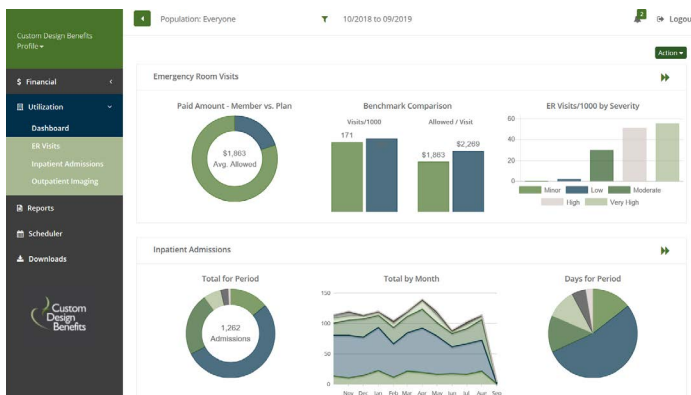 Custom Design Benefits
Profile
Population: Everyone
10/2018 to 09/2019
2
Logou
Action
$ Financial
Utilization
Dashboard
ER Visits
Inpatient Admissions
Outpatient Imaging
Reports
Scheduler
Downloads
Custom
Design
Benefits
Emergency Room Visits
Paid Amount - Member vs. Plan
$1,863
Avg. Allowed
Benchmark Comparison
Visits/1000
Allowed / Visit
171
$1,863
$2,269
ER Visits/1000 by Severity
60
40
20
0
Minor
Low
Moderate
High
Very High
Inpatient Admissions
Total for Period
1,262
Admissions
Total by Month
150
100
50
0
Nov Dec Jan Feb Mar Apr May Jun Jul Aug Sep
Days for Period